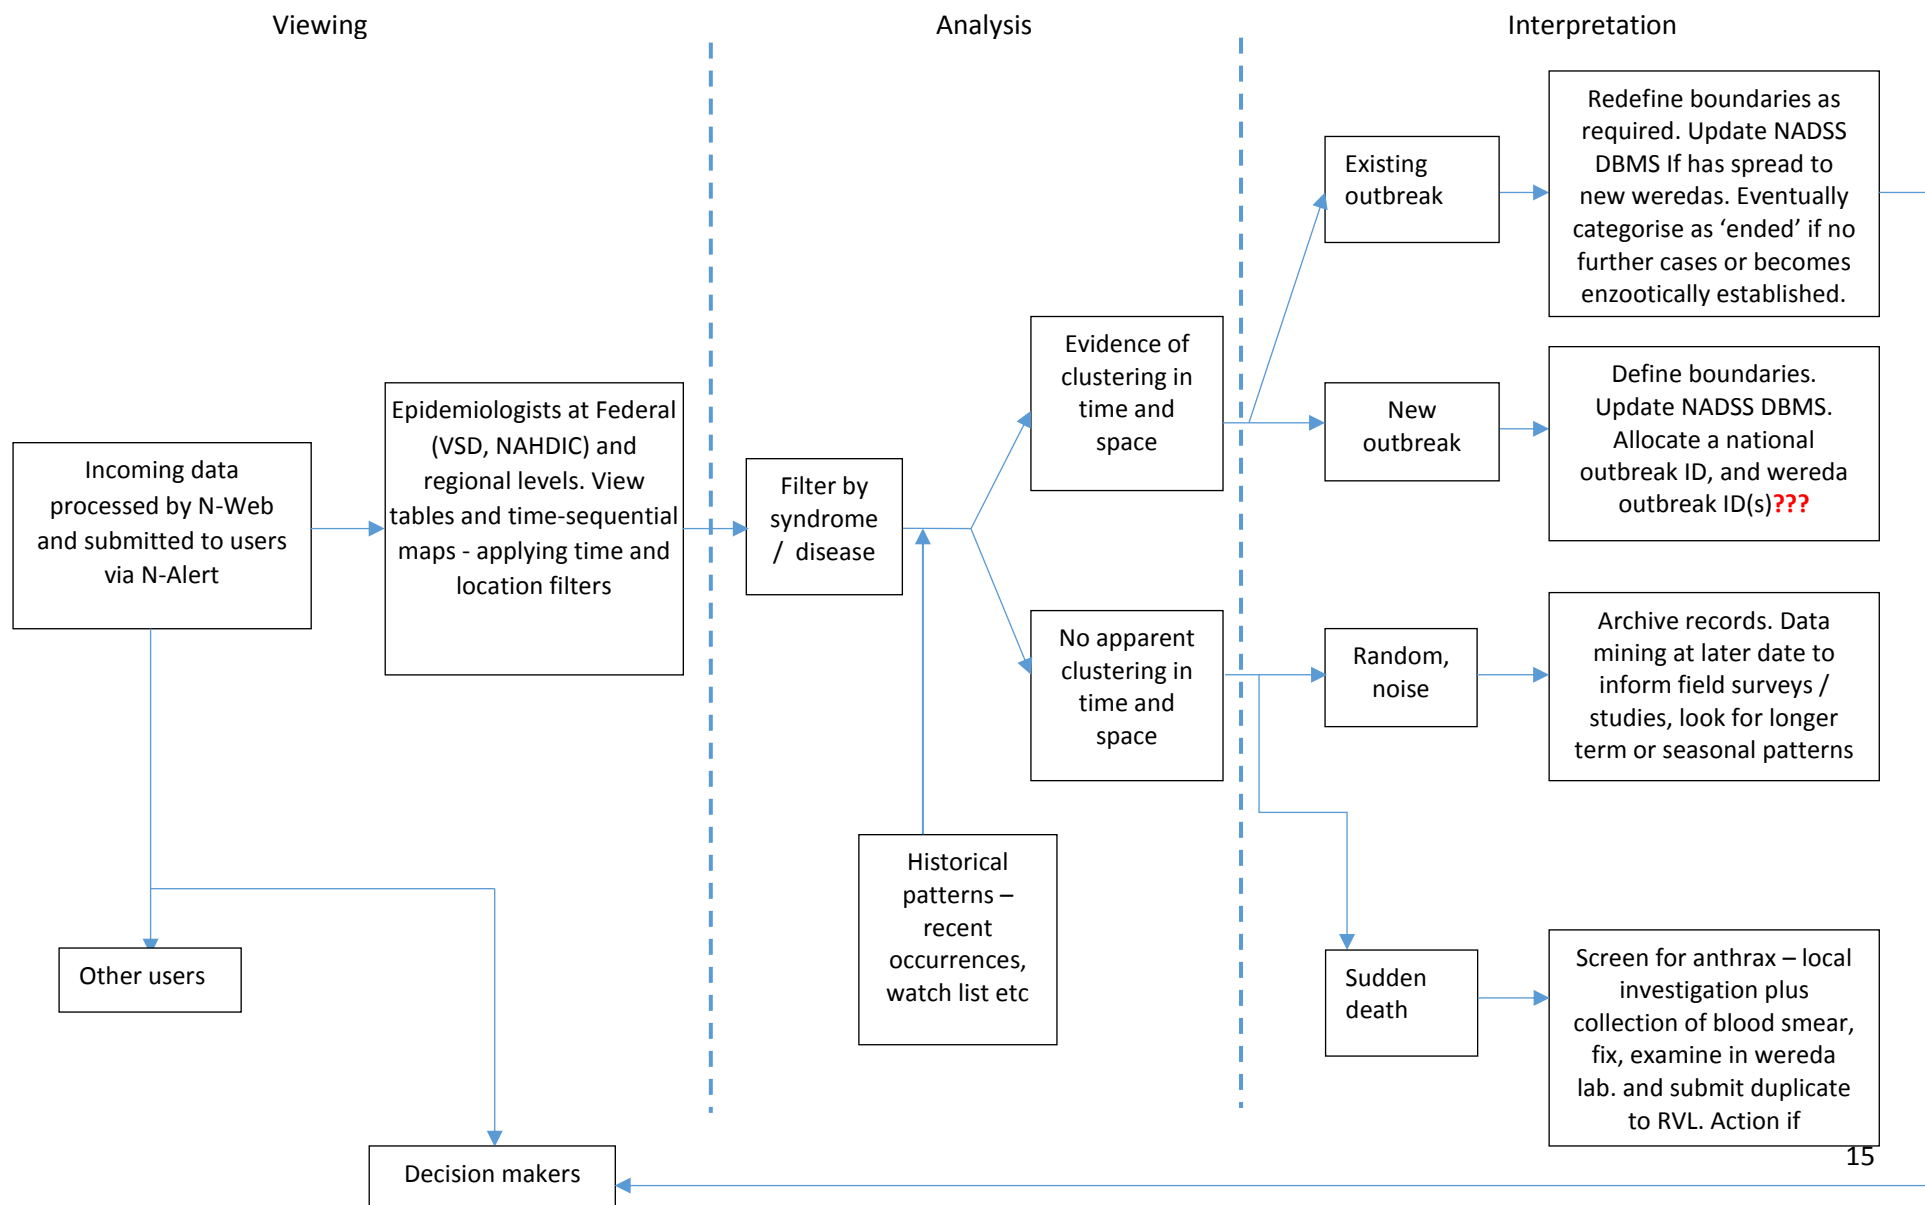 Viewing
Analysis
Interpretation
Incoming data
processed by N-Web
and submitted to users
via N-Alert
Epidemiologists at Federal
(VSD, NAHDIC) and
regional levels. View
tables and time-sequential
maps - applying time and
location filters
Other users
Decision makers
Filter by
syndrome
/ disease
Historical
patterns –
recent
occurrences,
watch list etc
Evidence of
clustering in
time and
space
No apparent
clustering in
time and
space
Existing
outbreak
Redefine boundaries as
required. Update NADSS
DBMS If has spread to
new weredas. Eventually
categorise as ‘ended’ if no
further cases or becomes
enzootically established.
New
outbreak
Define boundaries.
Update NADSS DBMS.
Allocate a national
outbreak ID, and wereda
outbreak ID(s)???
Random,
noise
Archive records. Data
mining at later date to
inform field surveys /
studies, look for longer
term or seasonal patterns
Sudden
death
Screen for anthrax – local
investigation plus
collection of blood smear,
fix, examine in wereda
lab. and submit duplicate
to RVL. Action if
15